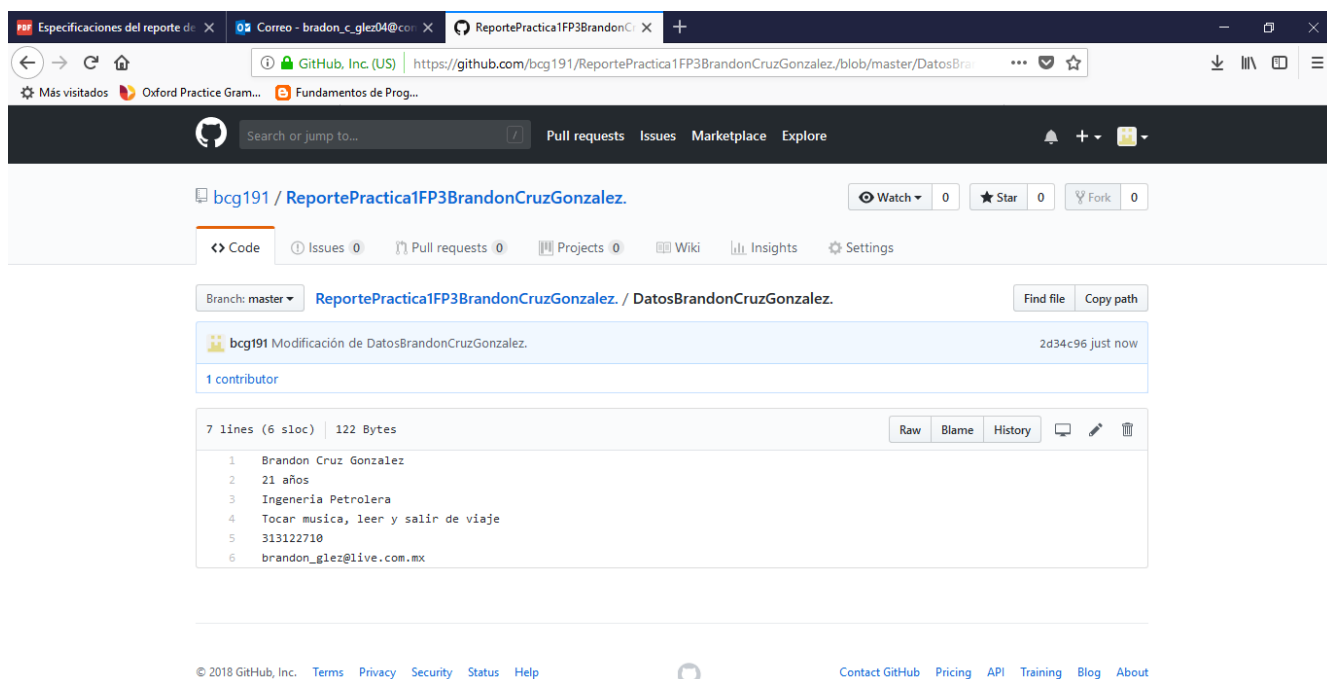 Especificaciones del reporte de
Correo - bradon_c_glez04@con
ReportePractica1FP3BrandonC
GitHub, Inc. (US) https://github.com/bcg191/ReportePractica1FP3BrandonCruzGonzalez./blob/master/DatosBran
Más visitados Oxford Practice Gram... Fundamentos de Prog...
Search or jump to... / Pull requests Issues Marketplace Explore
bcg191 / ReportePractica1FP3BrandonCruzGonzalez. Watch 0 Star 0 Fork 0
Code Issues 0 Pull requests 0 Projects 0 Wiki Insights Settings
Branch: master ReportePractica1FP3BrandonCruzGonzalez. / DatosBrandonCruzGonzalez. Find file Copy path
bcg191 Modificación de DatosBrandonCruzGonzalez. 2d34c96 just now
1 contributor
7 lines (6 sloc) 122 Bytes Raw Blame History
1 Brandon Cruz Gonzalez
2 21 años
3 Ingeneria Petrolera
4 Tocar musica, leer y salir de viaje
5 313122710
6 brandon_glez@live.com.mx
© 2018 GitHub, Inc. Terms Privacy Security Status Help Contact GitHub Pricing API Training Blog About